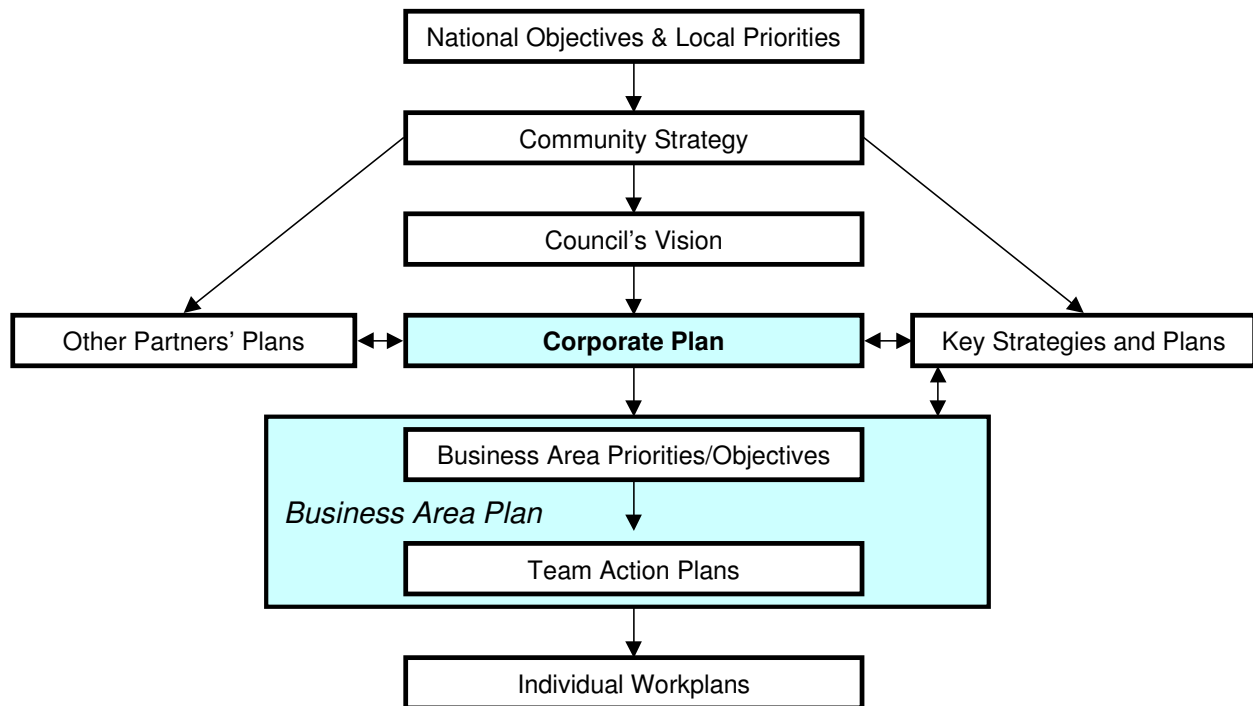 National Objectives & Local Priorities
Community Strategy
Council’s Vision
Other Partners’ Plans
Corporate Plan
Key Strategies and Plans
Business Area Priorities/Objectives
Business Area Plan
Team Action Plans
Individual Workplans